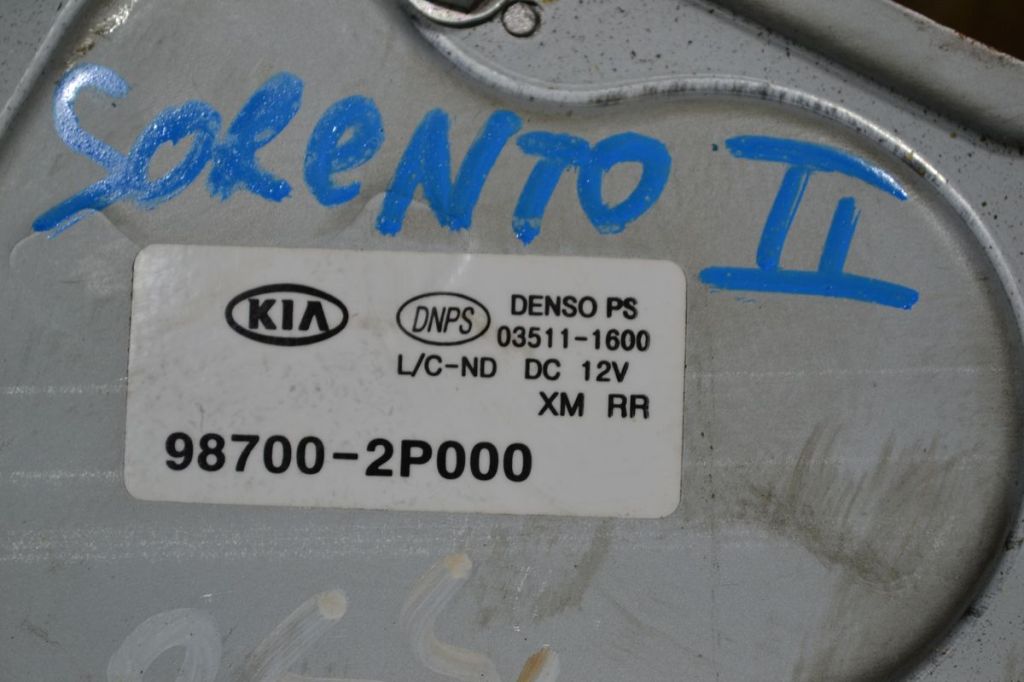 SOReNTO II
KIA DNPS DENSO PS
03511-1600
L/C-ND DC 12V
XM RR
98700-2P000